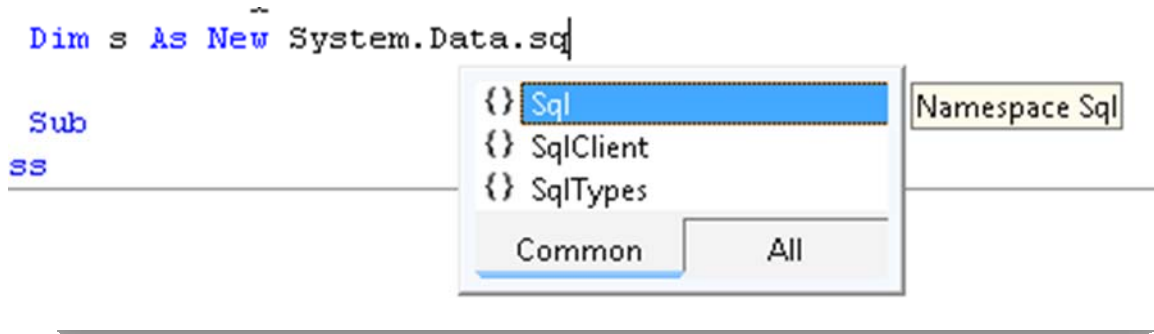 Dim s As New System.Data.sq
Sql
Namespace Sql
Sub
{} SqlClient
ss
{} SqlTypes
Common All